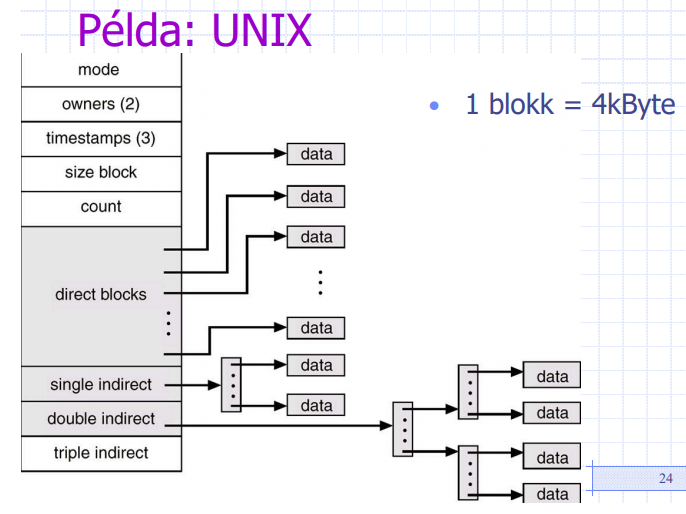 Példa: UNIX
mode
owners (2)
timestamps (3)
size block
count
direct blocks
single indirect
double indirect
triple indirect
data
data
data
data
data
data
data
data
data
data
• 1 blokk = 4kByte
24